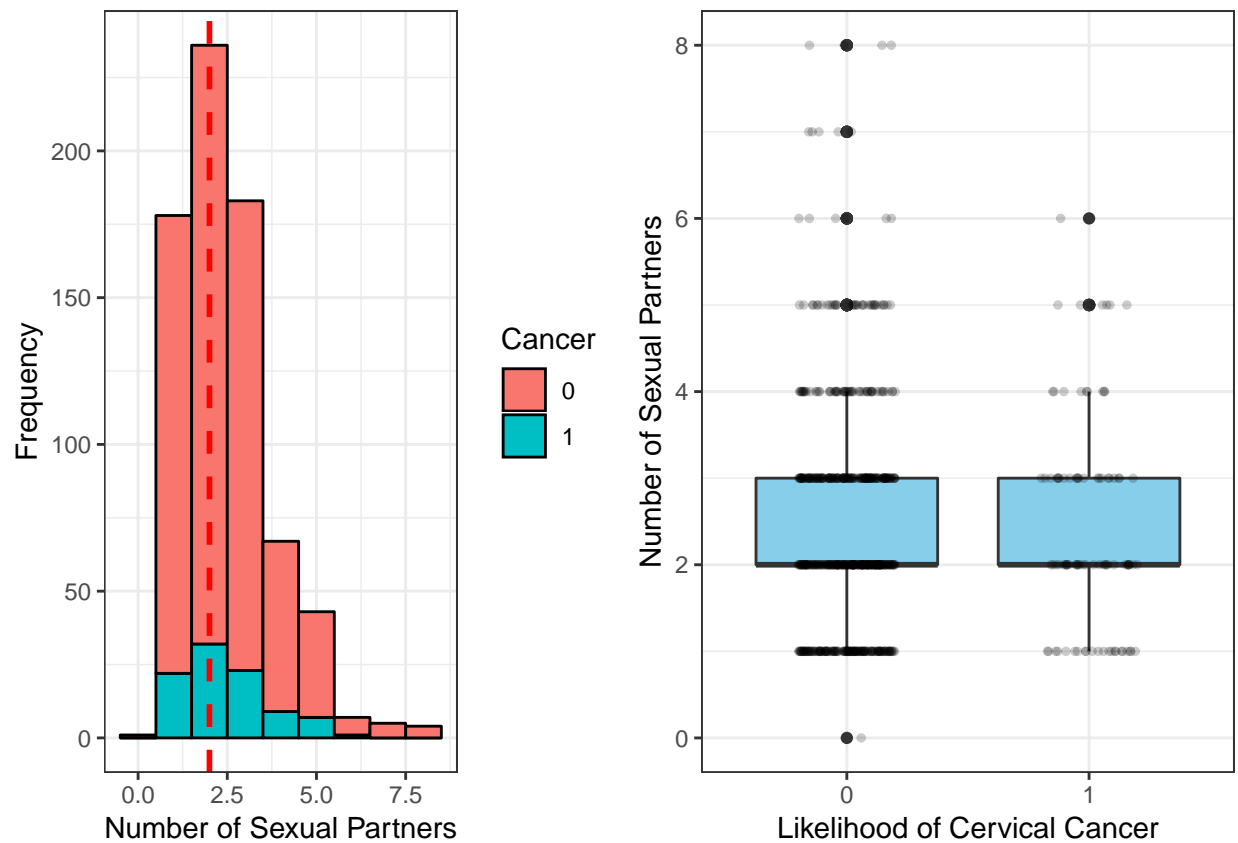 Frequency
200
150
100
50
0
0.0 2.5 5.0 7.5
Number of Sexual Partners
Cancer
0
1
Number of Sexual Partners
8
6
4
2
0
0 1
Likelihood of Cervical Cancer